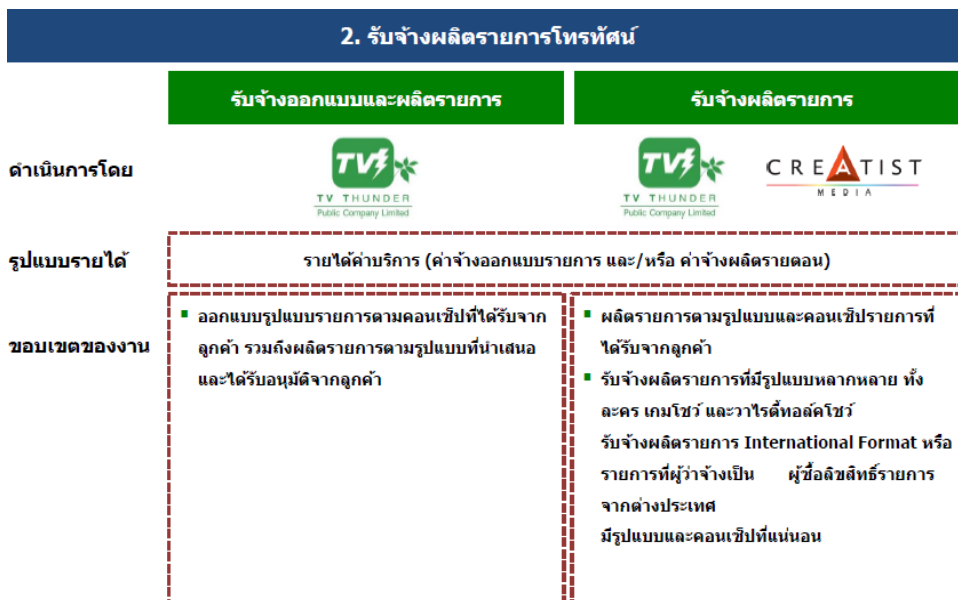 2. รับจ้างผลิตรายการโทรทัศน์
รับจ้างออกแบบและผลิตรายการ
รับจ้างผลิตรายการ
ดำเนินการโดย
TV
TV THUNDER
Public Company Limited
TV
TV THUNDER
Public Company Limited
CREATIST
MEDIA
รูปแบบรายได้
รายได้ค่าบริการ (ค่าจ้างออกแบบรายการ และ/หรือ ค่าจ้างผลิตรายตอน)
ขอบเขตของงาน
▪ ออกแบบรูปแบบรายการตามคอนเซ็ปที่ได้รับจาก
ลูกค้า รวมถึงผลิตรายการตามรูปแบบที่นำเสนอ
และได้รับอนุมัติจากลูกค้า
▪ ผลิตรายการตามรูปแบบและคอนเซ็ปรายการที่
ได้รับจากลูกค้า
▪ รับจ้างผลิตรายการที่มีรูปแบบหลากหลาย ทั้ง
ละคร เกมโชว์ และวาไรตี้ทอล์คโชว์
รับจ้างผลิตรายการ International Format หรือ
รายการที่ผู้ว่าจ้างเป็น ผู้ซื้อลิขสิทธิ์รายการ
จากต่างประเทศ
มีรูปแบบและคอนเซ็ปที่แน่นอน